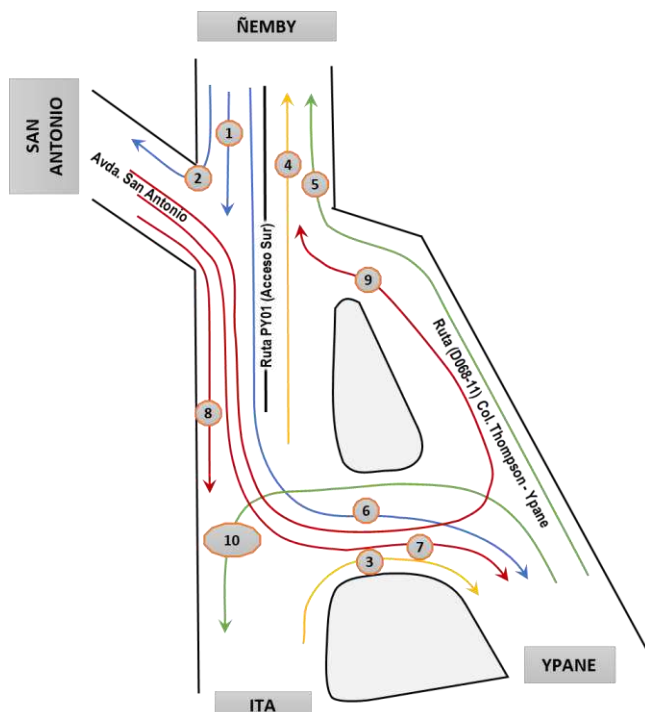 ÑEMBY
SAN
ANTONIO
1
2
4
5
Avda. San Antonio
Ruta PY01 (Acceso Sur)
9
Ruta (D068-11) Col. Thompson - Ypane
8
6
10
7
3
YPANE
ITA